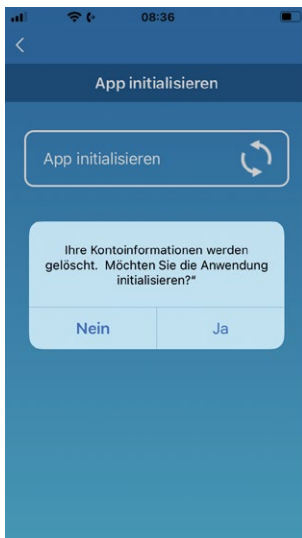 08:36
App initialisieren
App initialisieren
Ihre Kontoinformationen werden
gelöscht. Möchten Sie die Anwendung
initialisieren?"
Nein Ja